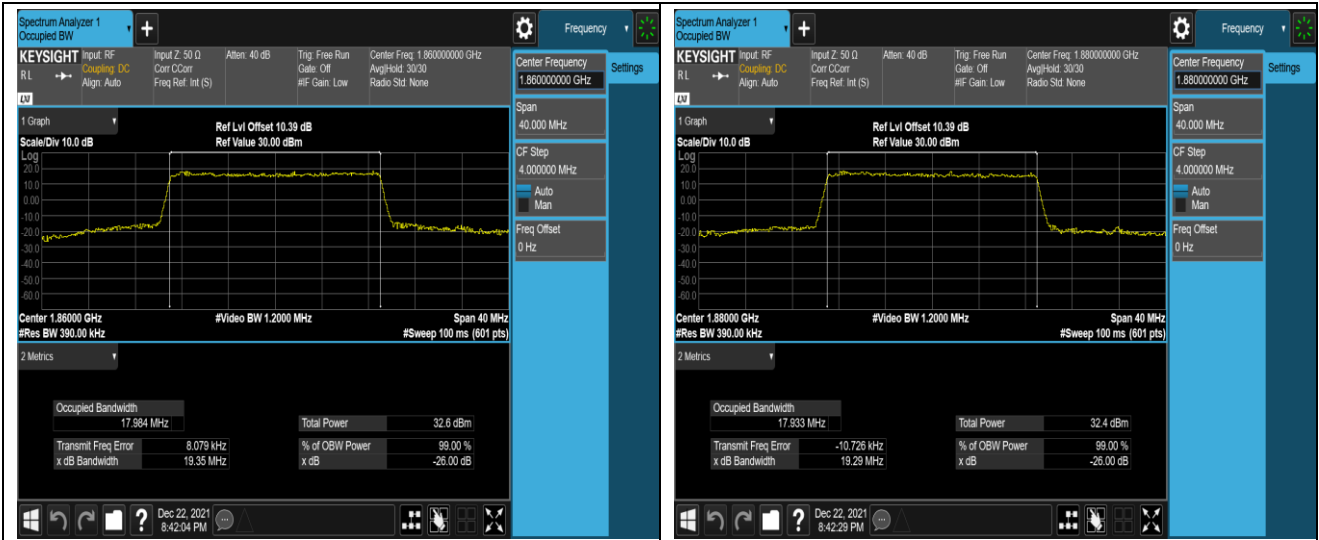 Spectrum Analyzer 1
Occupied BW
Frequency
KEYSIGHT
RL
LXI
Input: RF
Coupling: DC
Align: Auto
Input Z: 50 Ω
Corr CCorr
Freq Ref: Int (S)
Atten: 40 dB
Trig: Free Run
Gate: Off
#IF Gain: Low
Center Freq: 1.860000000 GHz
Avg|Hold: 30/30
Radio Std: None
Center Frequency
1.860000000 GHz
Settings
Span
40.000 MHz
CF Step
4.000000 MHz
Auto
Man
Freq Offset
0 Hz
1 Graph
Scale/Div 10.0 dB
Ref Lvl Offset 10.39 dB
Ref Value 30.00 dBm
Log
20.0
10.0
0.00
-10.0
-20.0
-30.0
-40.0
-50.0
-60.0
Center 1.86000 GHz
#Video BW 1.2000 MHz
Span 40 MHz
#Res BW 390.00 kHz
#Sweep 100 ms (601 pts)
2 Metrics
Occupied Bandwidth
17.984 MHz
Total Power 32.6 dBm
Transmit Freq Error 8.079 kHz
% of OBW Power 99.00 %
x dB Bandwidth 19.35 MHz
x dB -26.00 dB
?
Dec 22, 2021
8:42:04 PM
Spectrum Analyzer 1
Occupied BW
Frequency
KEYSIGHT
RL
LXI
Input: RF
Coupling: DC
Align: Auto
Input Z: 50 Ω
Corr CCorr
Freq Ref: Int (S)
Atten: 40 dB
Trig: Free Run
Gate: Off
#IF Gain: Low
Center Freq: 1.880000000 GHz
Avg|Hold: 30/30
Radio Std: None
Center Frequency
1.880000000 GHz
Settings
Span
40.000 MHz
CF Step
4.000000 MHz
Auto
Man
Freq Offset
0 Hz
1 Graph
Scale/Div 10.0 dB
Ref Lvl Offset 10.39 dB
Ref Value 30.00 dBm
Log
20.0
10.0
0.00
-10.0
-20.0
-30.0
-40.0
-50.0
-60.0
Center 1.88000 GHz
#Video BW 1.2000 MHz
Span 40 MHz
#Res BW 390.00 kHz
#Sweep 100 ms (601 pts)
2 Metrics
Occupied Bandwidth
17.933 MHz
Total Power 32.4 dBm
Transmit Freq Error -10.726 kHz
% of OBW Power 99.00 %
x dB Bandwidth 19.29 MHz
x dB -26.00 dB
?
Dec 22, 2021
8:42:29 PM